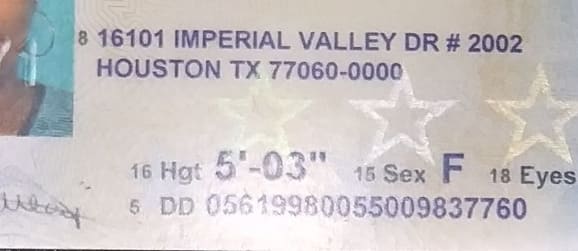 8 16101 IMPERIAL VALLEY DR # 2002
HOUSTON TX 77060-0000
16 Hgt 5'-03" 15 Sex F 18 Eyes
5 DD 05619980055009837760